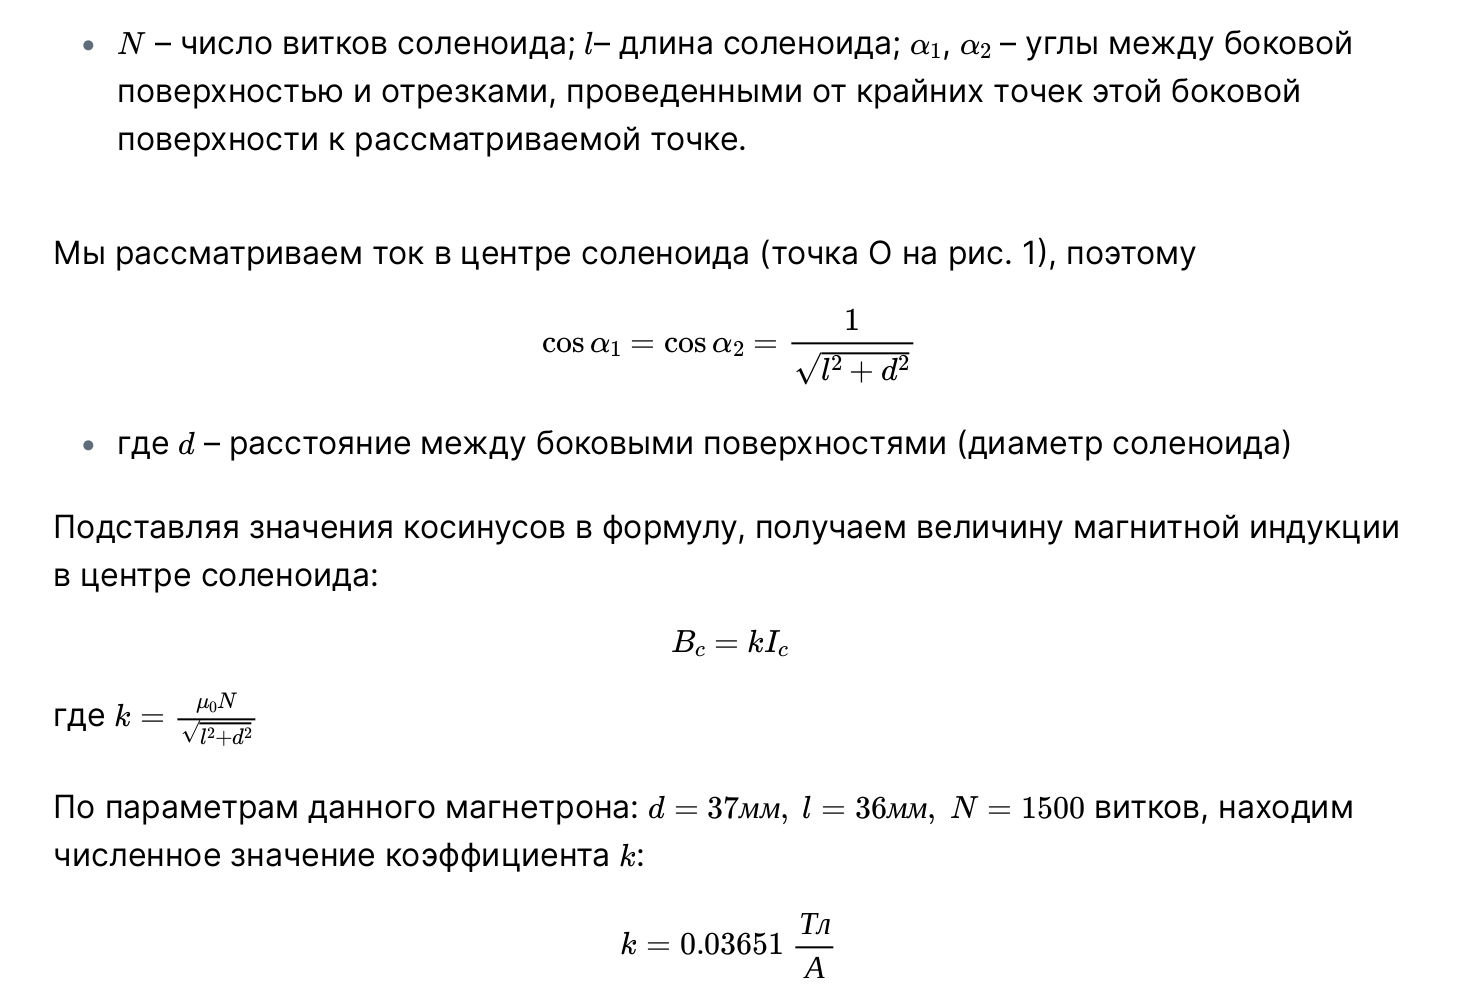 • N – число витков соленоида; l– длина соленоида; α₁, α₂ – углы между боковой
поверхностью и отрезками, проведенными от крайних точек этой боковой
поверхности к рассматриваемой точке.
Мы рассматриваем ток в центре соленоида (точка О на рис. 1), поэтому
cos α₁ = cos α₂ = 1 / √(l² + d²)
• где d – расстояние между боковыми поверхностями (диаметр соленоида)
Подставляя значения косинусов в формулу, получаем величину магнитной индукции
в центре соленоида:
B_c = kI_c
где k = μ₀N / √(l²+d²)
По параметрам данного магнетрона: d = 37мм, l = 36мм, N = 1500 витков, находим
численное значение коэффициента k:
k = 0.03651 Тл / А